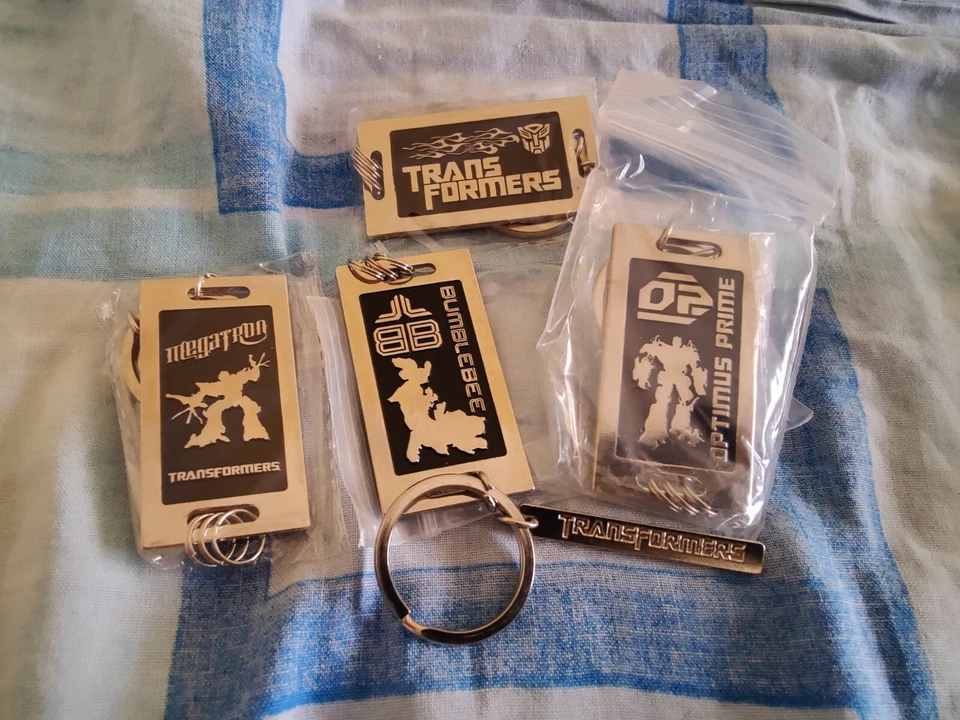 TRANS
FORMERS
megatron
TRANSFORMERS
BB
BUMBLEBEE
OP
OPTIMUS PRIME
TRANSFORMERS